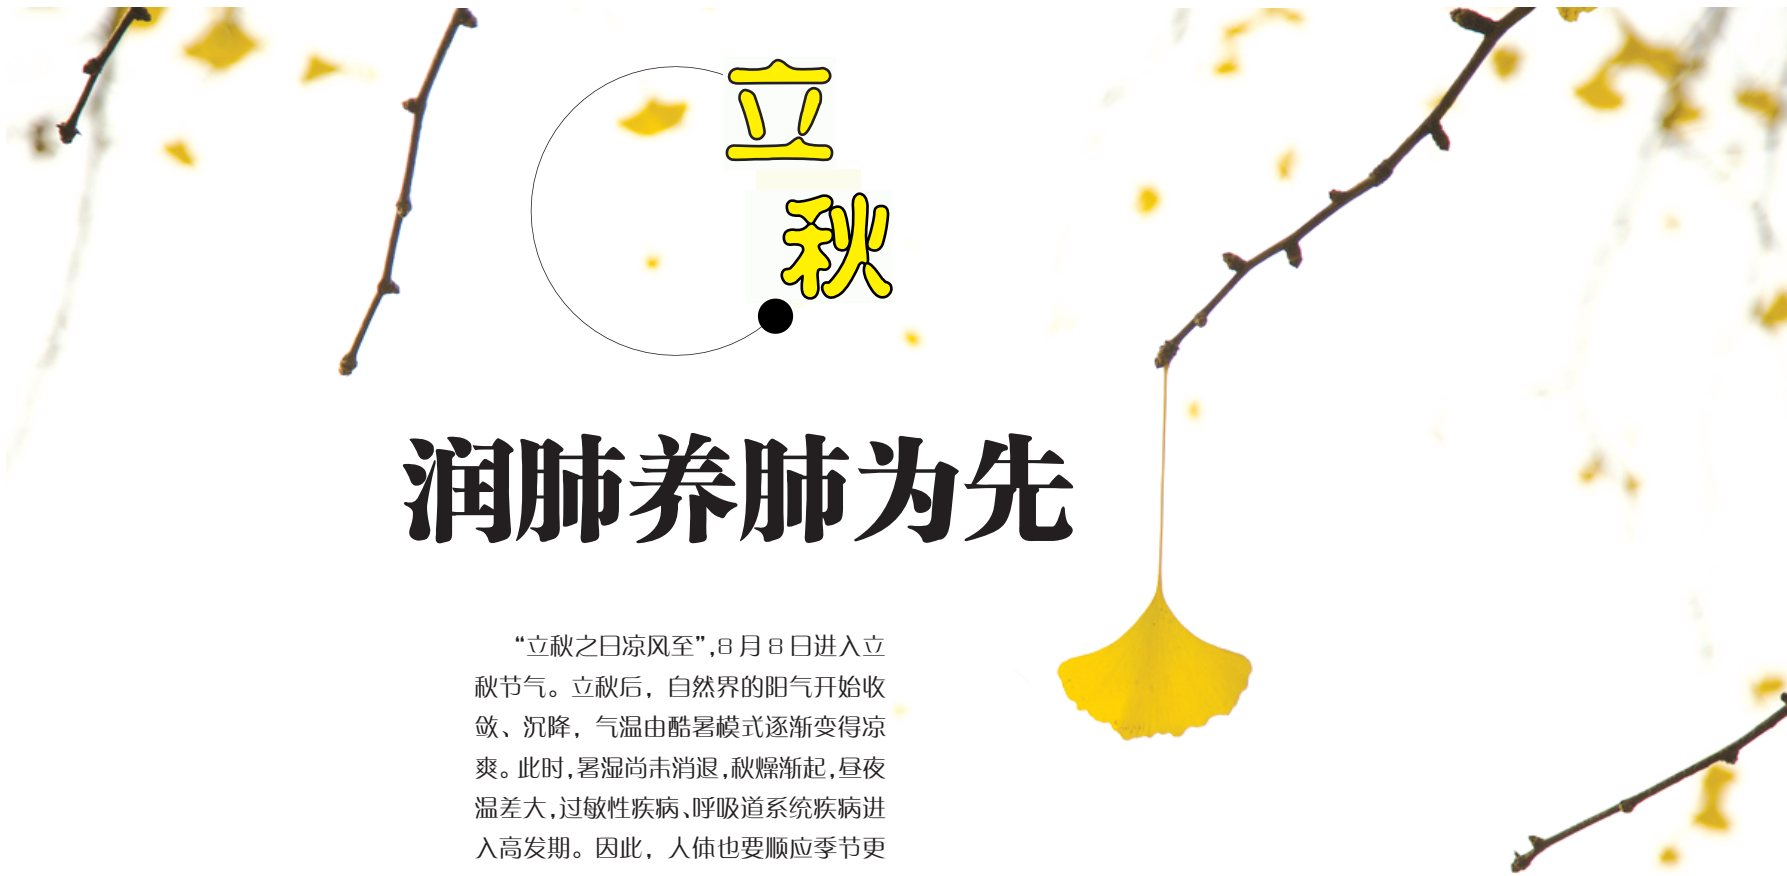 立
秋
润肺养肺为先
“立秋之日凉风至”，8月8日进入立
秋节气。立秋后，自然界的阳气开始收
敛、沉降，气温由酷暑模式逐渐变得凉
爽。此时，暑湿尚未消退，秋燥渐起，昼夜
温差大，过敏性疾病、呼吸道系统疾病进
入高发期。因此，人体也要顺应季节更